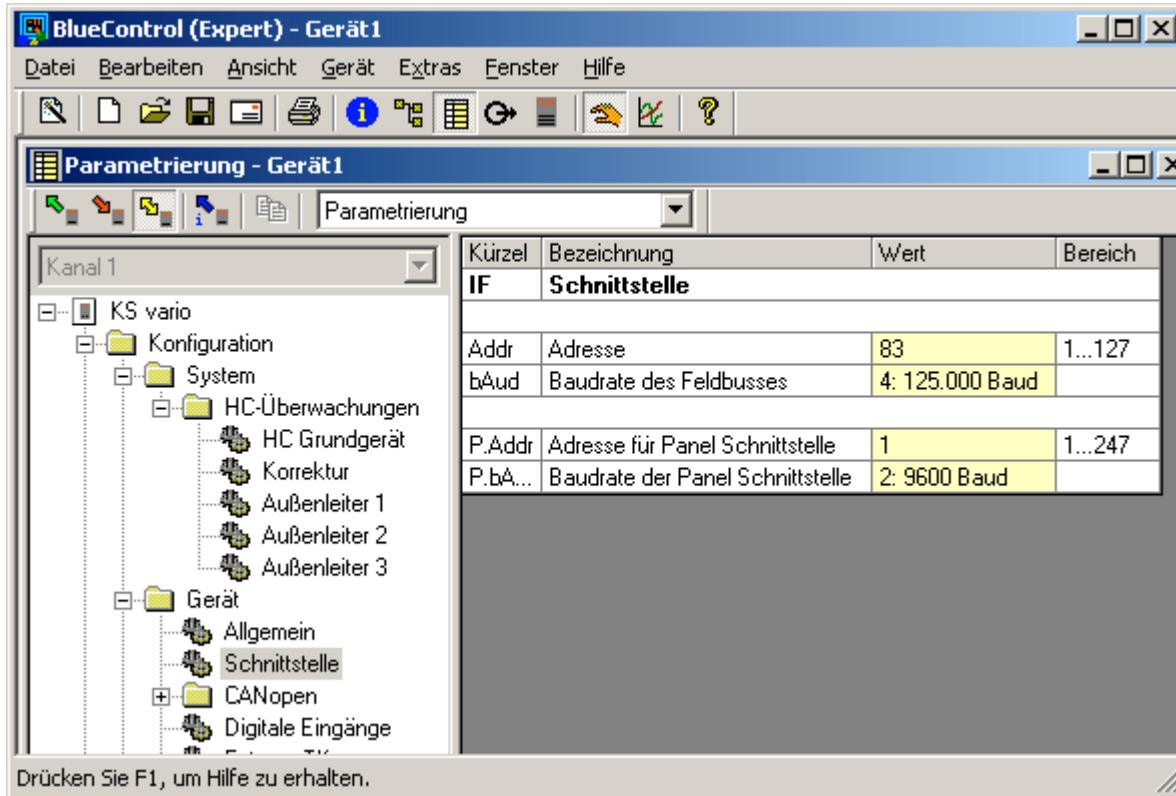 BlueControl (Expert) - Gerät1
Datei Bearbeiten Ansicht Gerät Extras Fenster Hilfe
Parametrierung - Gerät1
Parametrierung
Kanal 1
KS vario
Konfiguration
System
HC-Überwachungen
HC Grundgerät
Korrektur
Außenleiter 1
Außenleiter 2
Außenleiter 3
Gerät
Allgemein
Schnittstelle
CANopen
Digitale Eingänge
Kürzel Bezeichnung Wert Bereich
IF Schnittstelle
Addr Adresse 83 1...127
bAud Baudrate des Feldbusses 4: 125.000 Baud
P.Addr Adresse für Panel Schnittstelle 1 1...247
P.bA... Baudrate der Panel Schnittstelle 2: 9600 Baud
Drücken Sie F1, um Hilfe zu erhalten.